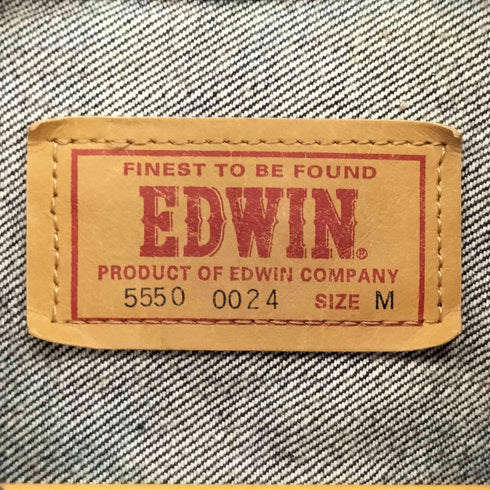 FINEST TO BE FOUND
EDWIN®
PRODUCT OF EDWIN COMPANY
5550 0024 SIZE M